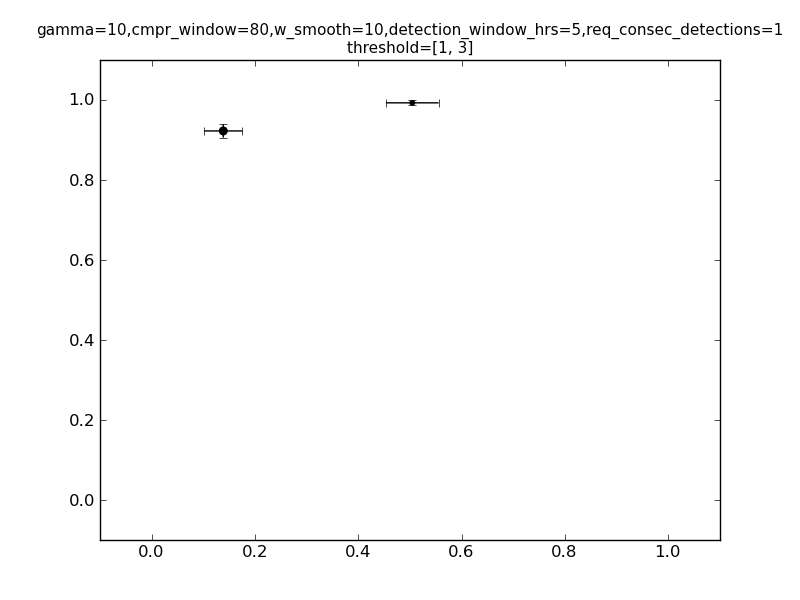 gamma=10,cmpr_window=80,w_smooth=10,detection_window_hrs=5,req_consec_detections=1
threshold=[1, 3]
1.0
0.8
0.6
0.4
0.2
0.0
0.0 0.2 0.4 0.6 0.8 1.0